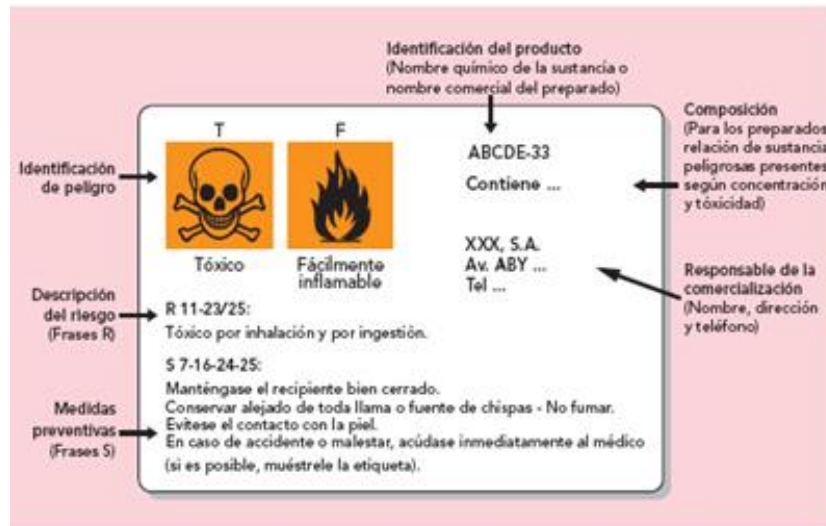 Identificación del producto
(Nombre químico de la sustancia o
nombre comercial del preparado)
Composición
(Para los preparados
relación de sustancia
peligrosas presentes
según concentración
y tóxicidad)
Identificación
de peligro
T
F
Tóxico
Fácilmente
inflamable
ABCDE-33
Contiene ...
XXX, S.A.
Av. ABY ...
Tel ...
Responsable de la
comercialización
(Nombre, dirección
y teléfono)
Descripción
del riesgo
(Frases R)
R 11-23/25:
Tóxico por inhalación y por ingestión.
S 7-16-24-25:
Manténgase el recipiente bien cerrado.
Conservar alejado de toda llama o fuente de chispas - No fumar.
Evítese el contacto con la piel.
En caso de accidente o malestar, acúdase inmediatamente al médico
(si es posible, muéstrele la etiqueta).
Medidas
preventivas
(Frases S)